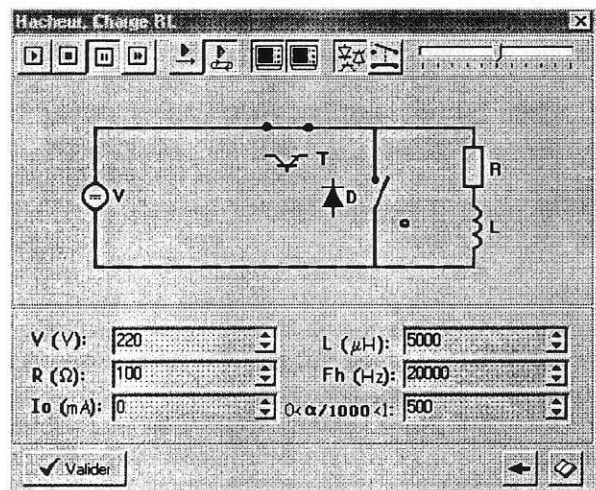 Hacheur, Charge RL
T
R
V
D
L
V (V): 220
L (μH): 5000
R (Ω): 100
Fh (Hz): 20000
Io (mA): 0
0<α/1000<1: 500
Valider